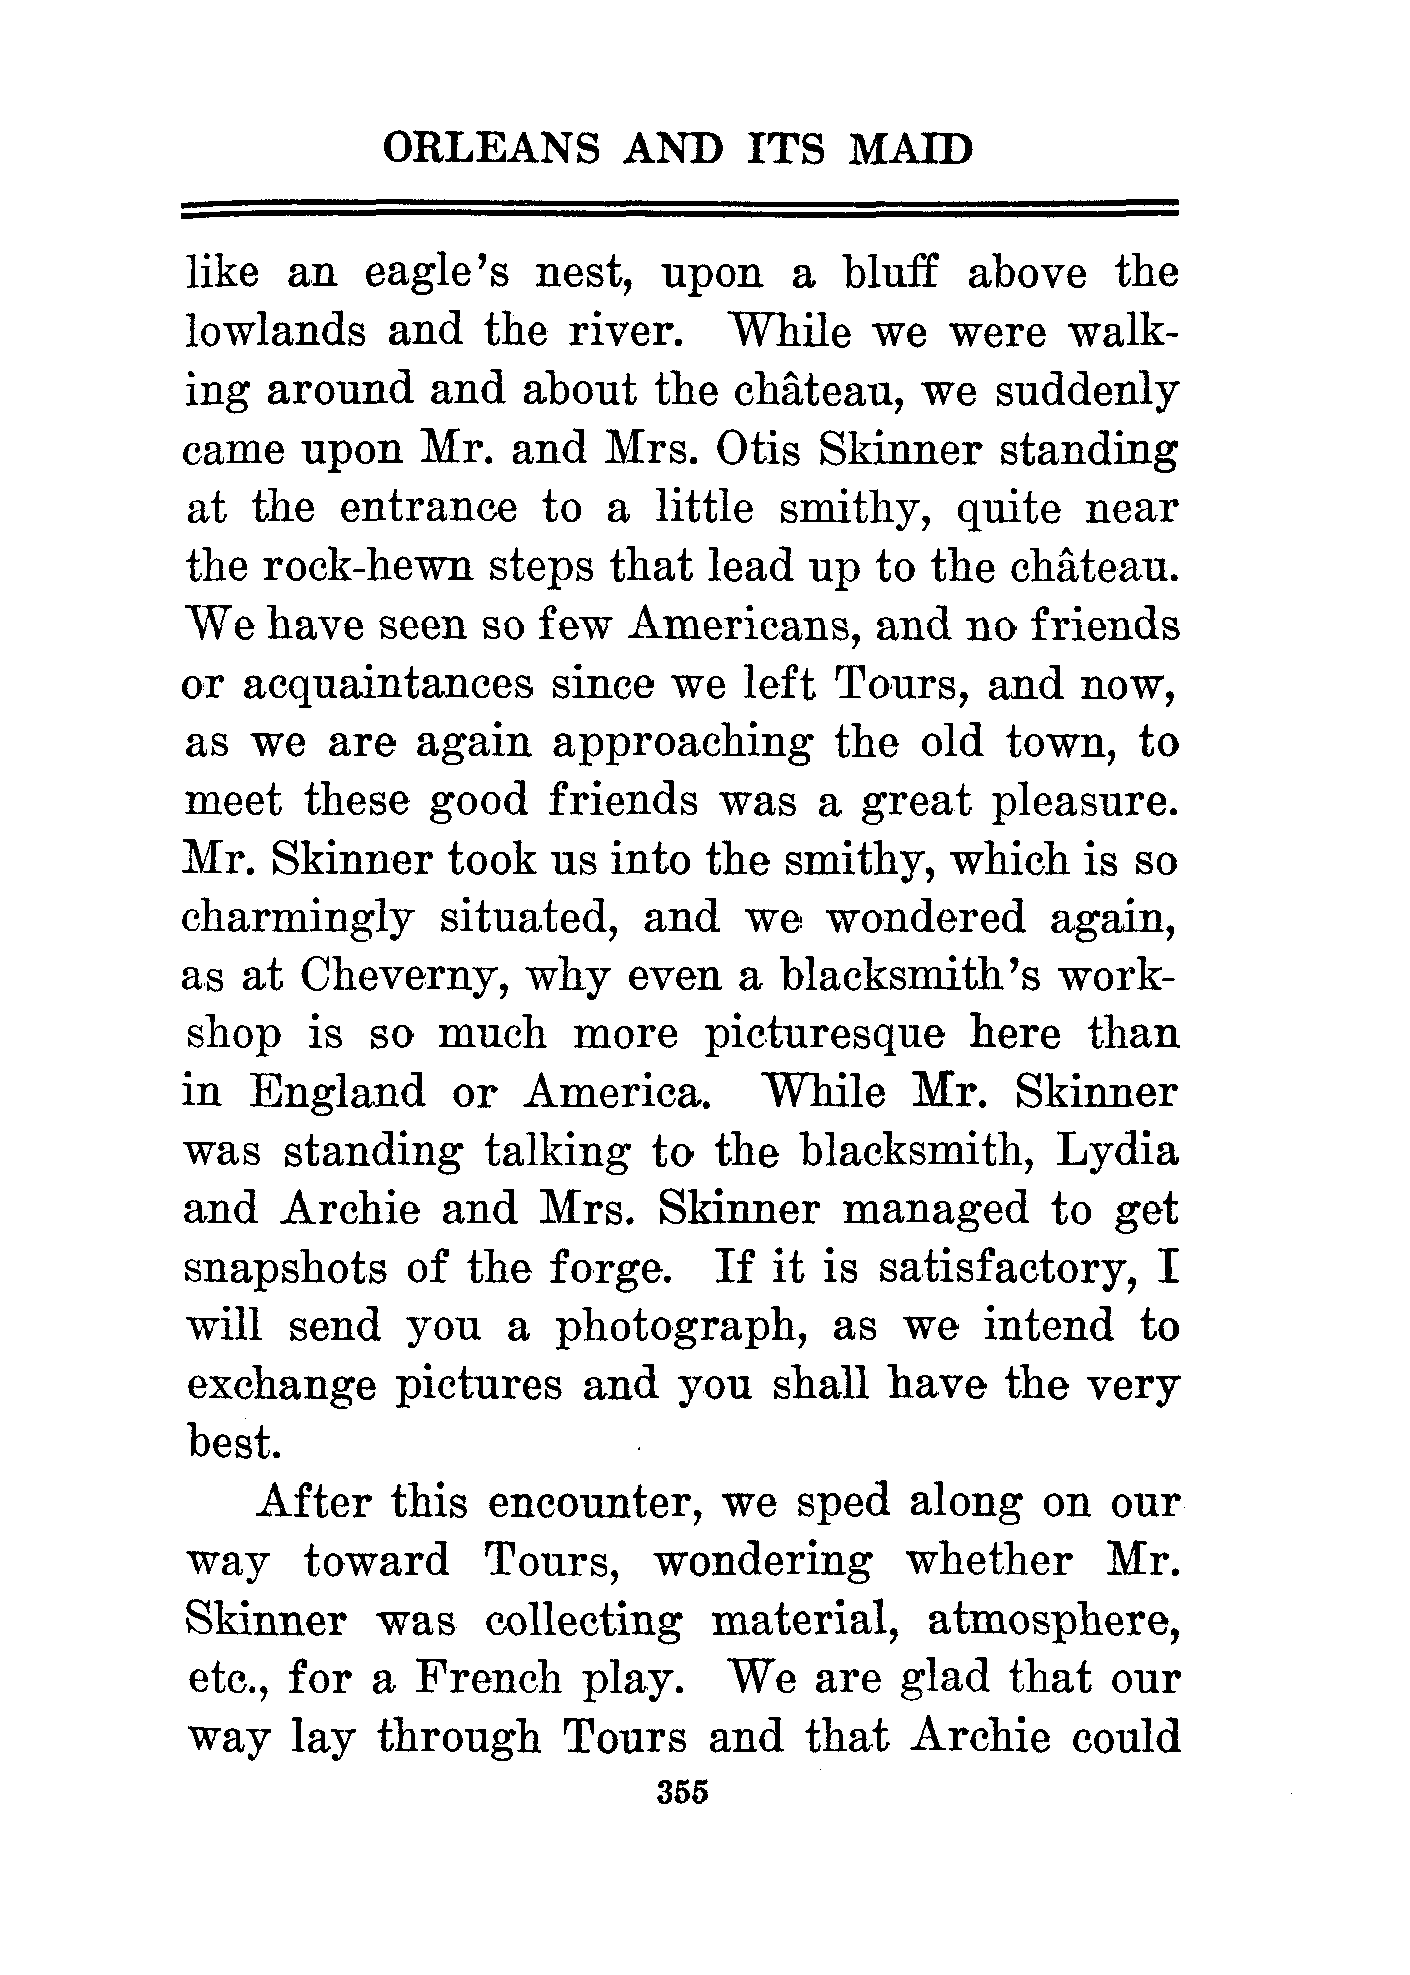 ORLEANS AND ITS MAID
like an eagle's nest, upon a bluff above the
lowlands and the river. While we were walk-
ing around and about the château, we suddenly
came upon Mr. and Mrs. Otis Skinner standing
at the entrance to a little smithy, quite near
the rock-hewn steps that lead up to the château.
We have seen so few Americans, and no friends
or acquaintances since we left Tours, and now,
as we are again approaching the old town, to
meet these good friends was a great pleasure.
Mr. Skinner took us into the smithy, which is so
charmingly situated, and we wondered again,
as at Cheverny, why even a blacksmith's work-
shop is so much more picturesque here than
in England or America. While Mr. Skinner
was standing talking to the blacksmith, Lydia
and Archie and Mrs. Skinner managed to get
snapshots of the forge. If it is satisfactory, I
will send you a photograph, as we intend to
exchange pictures and you shall have the very
best.
After this encounter, we sped along on our
way toward Tours, wondering whether Mr.
Skinner was collecting material, atmosphere,
etc., for a French play. We are glad that our
way lay through Tours and that Archie could
355